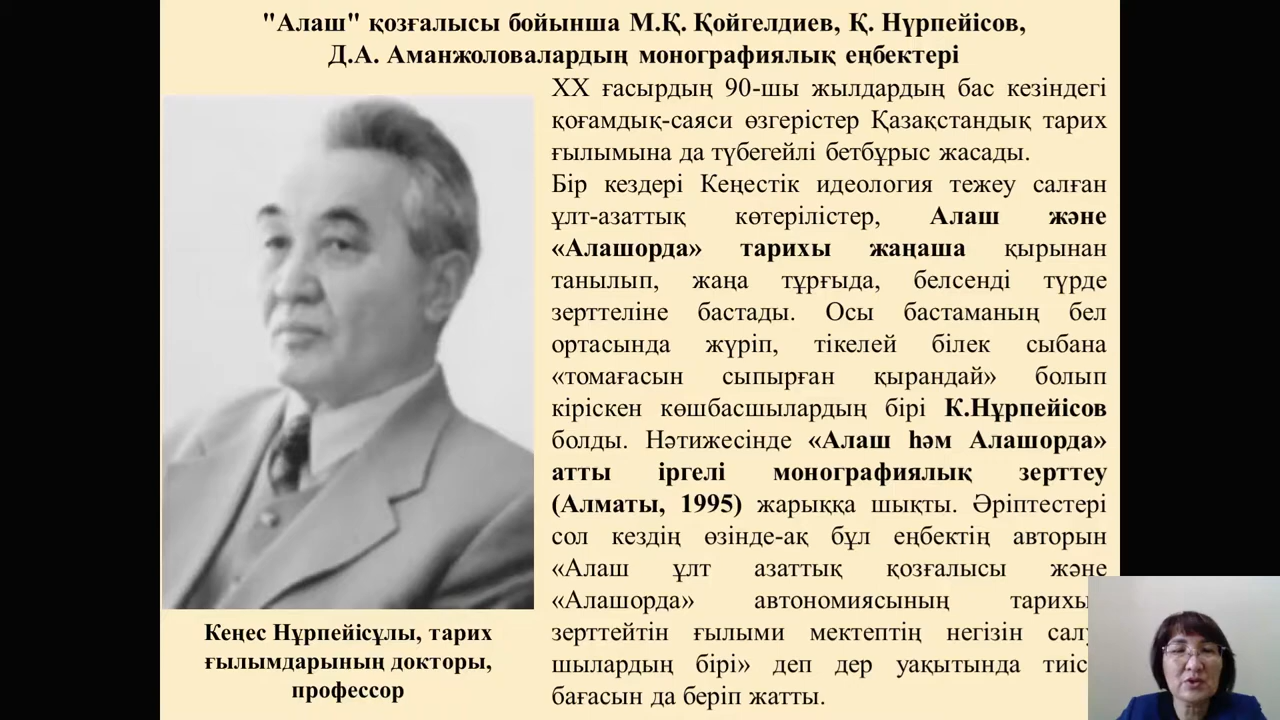 "Алаш" қозғалысы бойынша М.Қ. Қойгелдиев, Қ. Нүрпейісов,
Д.А. Аманжоловалардың монографиялық еңбектері
ХХ ғасырдың 90-шы жылдардың бас кезіндегі
қоғамдық-саяси өзгерістер Қазақстандық тарих
ғылымына да түбегейлі бетбұрыс жасады.
Бір кездері Кеңестік идеология тежеу салған
ұлт-азаттық көтерілістер, Алаш және
«Алашорда» тарихы жаңаша қырынан
танылып, жаңа тұрғыда, белсенді түрде
зерттеліне бастады. Осы бастаманың бел
ортасында жүріп, тікелей білек сыбана
«томағасын сыпырған қырандай» болып
кіріскен көшбасшылардың бірі К.Нұрпейісов
болды. Нәтижесінде «Алаш һәм Алашорда»
атты іргелі монографиялық зерттеу
(Алматы, 1995) жарыққа шықты. Әріптестері
сол кездің өзінде-ақ бұл еңбектің авторын
«Алаш ұлт азаттық қозғалысы және
«Алашорда» автономиясының
зерттейтін ғылыми мектептің негізін
шылардың бірі» деп дер уақытында
бағасын да беріп жатты.
Кеңес Нұрпейісұлы, тарих
ғылымдарының докторы,
профессор